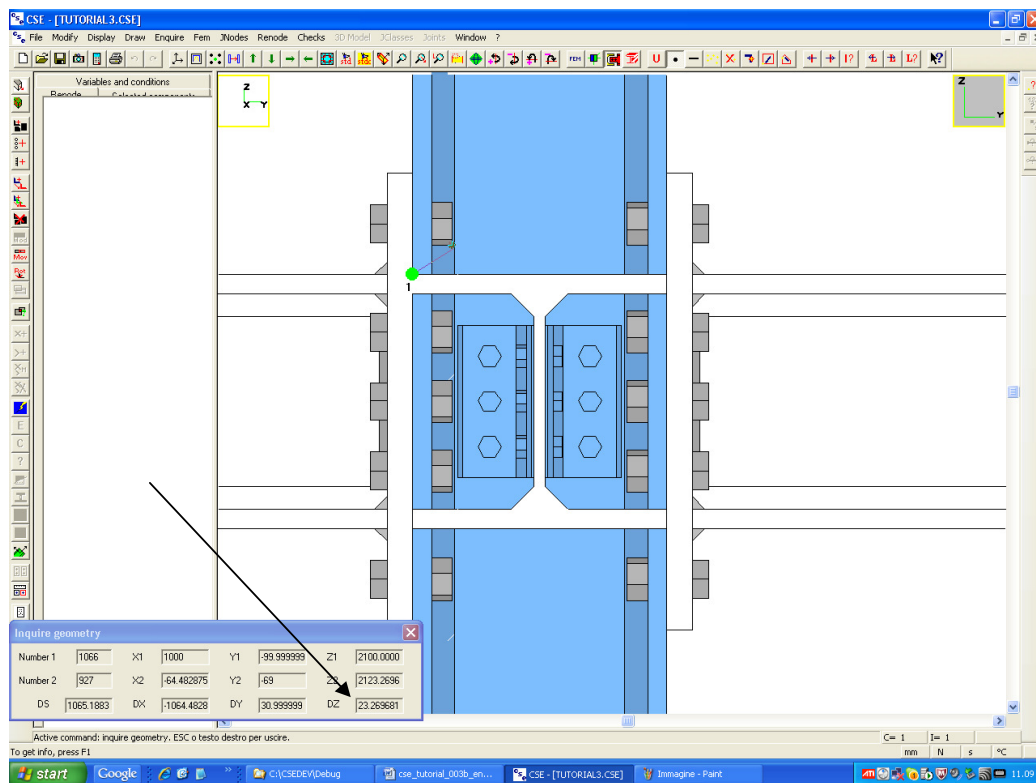 CSE - [TUTORIAL3.CSE]
File Modify Display Draw Enquire Fem JNodes Renode Checks 3D Model JClasses Joints Window ?
Variables and conditions
Renode Selected components
Z
X Y
Z
Y
1
Inquire geometry
Number 1 1066 X1 1000 Y1 -99.999999 Z1 2100.0000
Number 2 927 X2 -64.482875 Y2 -69 Z2 2123.2696
DS 1065.1883 DX -1064.4828 DY 30.999999 DZ 23.269681
Active command: inquire geometry. ESC o testo destro per uscire.
C= 1 I= 1
To get info, press F1
mm N s °C
start Google » C:\CSEDEV\Debug cse_tutorial_003b_en... CSE - [TUTORIAL3.CSE] Immagine - Paint 11.00